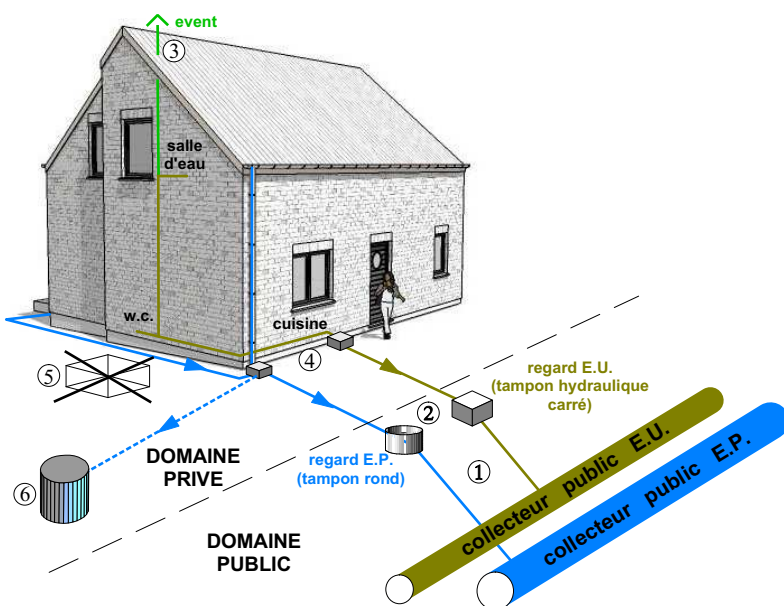 event
③
salle
d'eau
w.c.
cuisine
④
⑤
regard E.U.
(tampon hydraulique
carré)
②
regard E.P.
(tampon rond)
①
DOMAINE
PRIVE
⑥
DOMAINE
PUBLIC
collecteur public E.U.
collecteur public E.P.